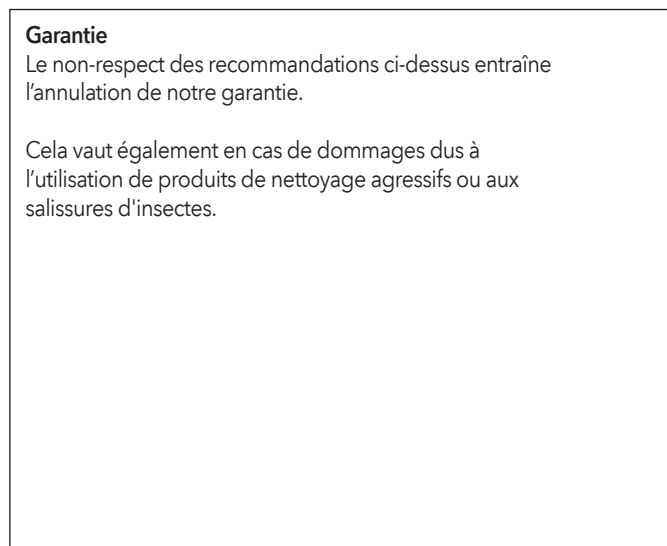 Garantie
Le non-respect des recommandations ci-dessus entraîne
l’annulation de notre garantie.
Cela vaut également en cas de dommages dus à
l’utilisation de produits de nettoyage agressifs ou aux
salissures d'insectes.